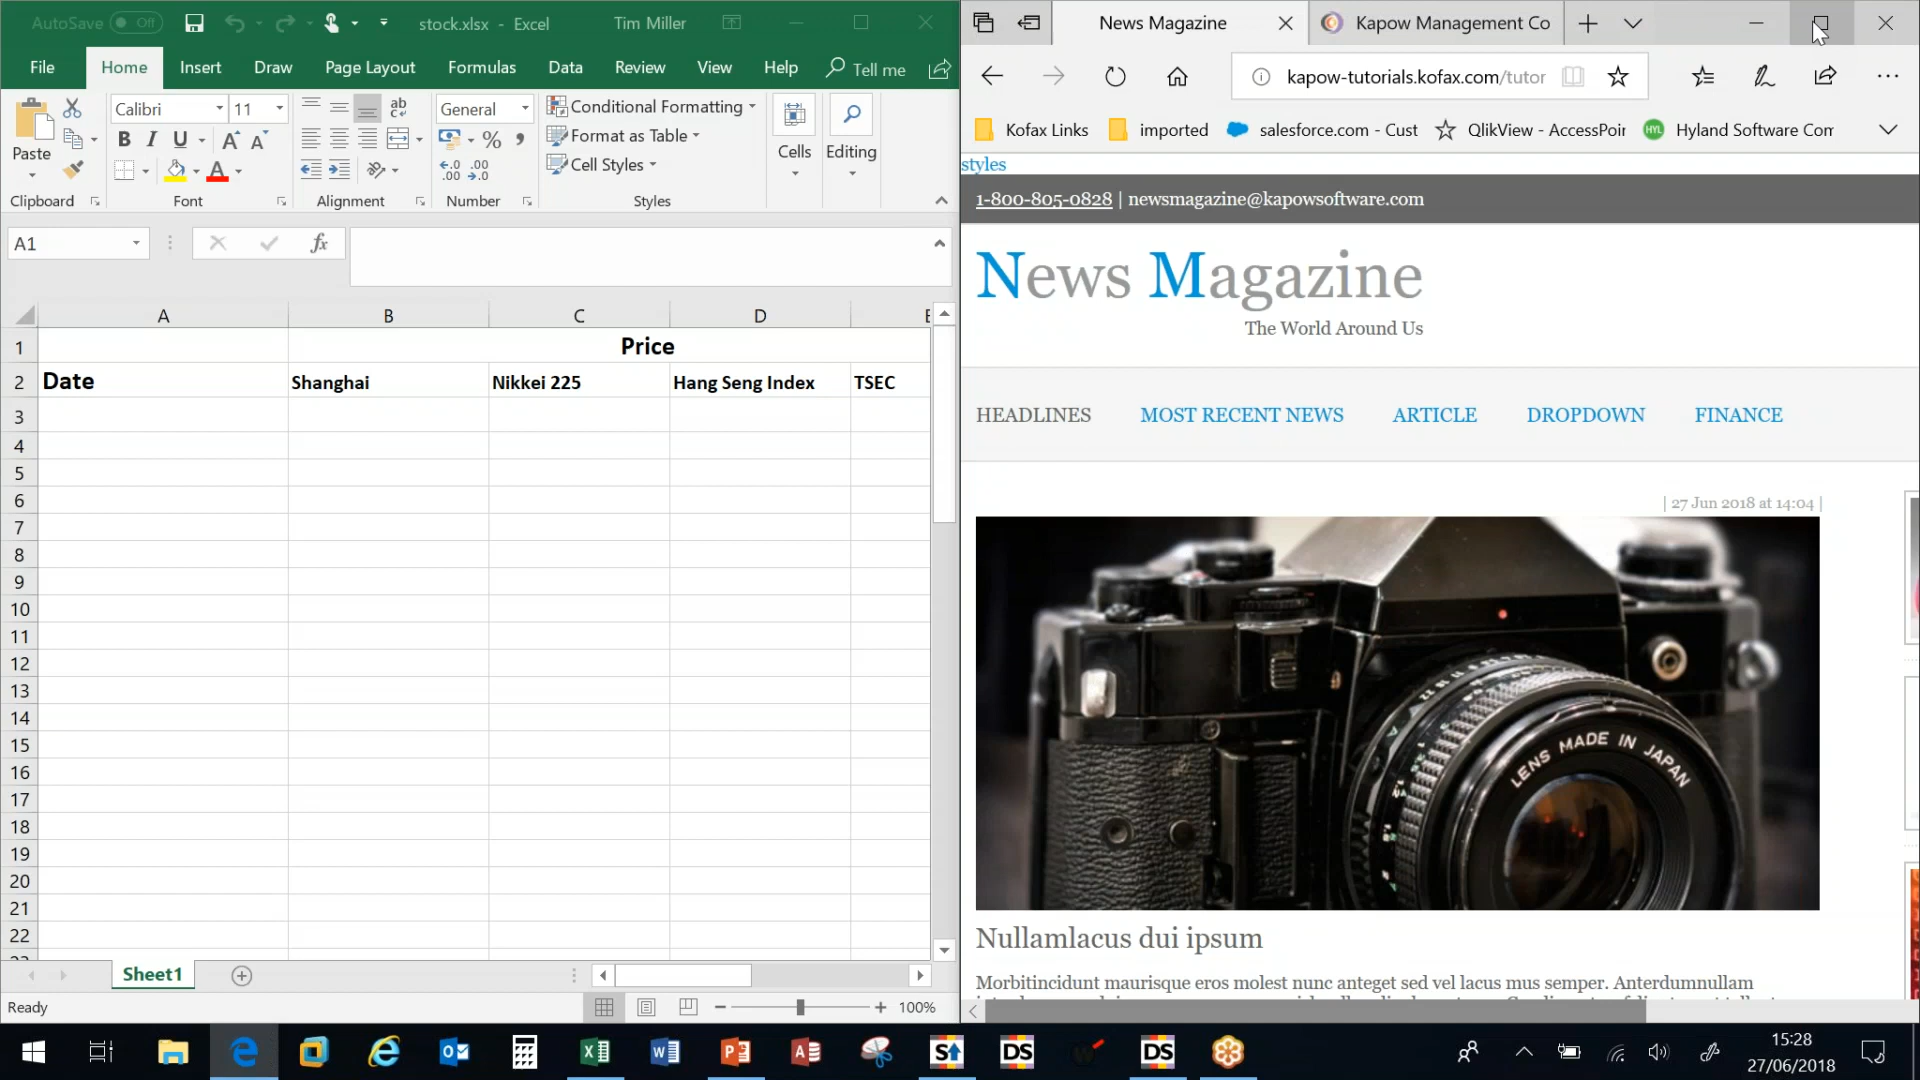 AutoSave Off stock.xlsx - Excel Tim Miller
File Home Insert Draw Page Layout Formulas Data Review View Help Tell me
Calibri 11 General Conditional Formatting
Format as Table
Cell Styles
Paste Cells Editing
Clipboard Font Alignment Number Styles
A1 fx
A B C D
1 Price
2 Date Shanghai Nikkei 225 Hang Seng Index TSEC
3
4
5
6
7
8
9
10
11
12
13
14
15
16
17
18
19
20
21
22
Sheet1
Ready 100%
News Magazine Kapow Management Co
kapow-tutorials.kofax.com/tutor
Kofax Links imported salesforce.com - Cust QlikView - AccessPoin HYL Hyland Software Com
styles
1-800-805-0828 | newsmagazine@kapowsoftware.com
News Magazine
The World Around Us
HEADLINES MOST RECENT NEWS ARTICLE DROPDOWN FINANCE
| 27 Jun 2018 at 14:04 |
LENS MADE IN JAPAN
Nullamlacus dui ipsum
Morbitincidunt maurisque eros molest nunc anteget sed vel lacus mus semper. Anterdumnullam
15:28
27/06/2018